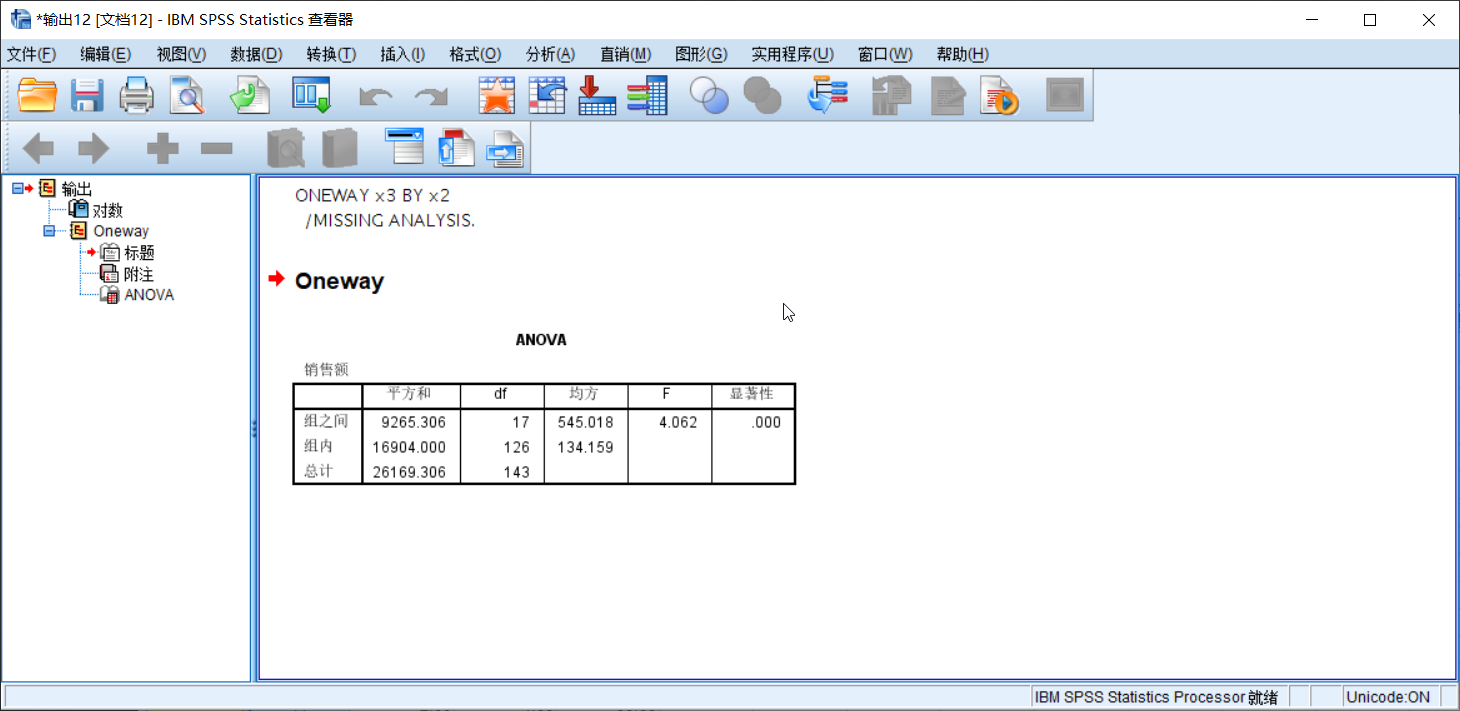 *输出12 [文档12] - IBM SPSS Statistics 查看器
文件(F) 编辑(E) 视图(V) 数据(D) 转换(T) 插入(I) 格式(O) 分析(A) 直销(M) 图形(G) 实用程序(U) 窗口(W) 帮助(H)
输出
对数
Oneway
标题
附注
ANOVA
ONEWAY x3 BY x2
/MISSING ANALYSIS.
Oneway
ANOVA
销售额
平方和 df 均方 F 显著性
组之间 9265.306 17 545.018 4.062 .000
组内 16904.000 126 134.159
总计 26169.306 143
IBM SPSS Statistics Processor 就绪 Unicode:ON